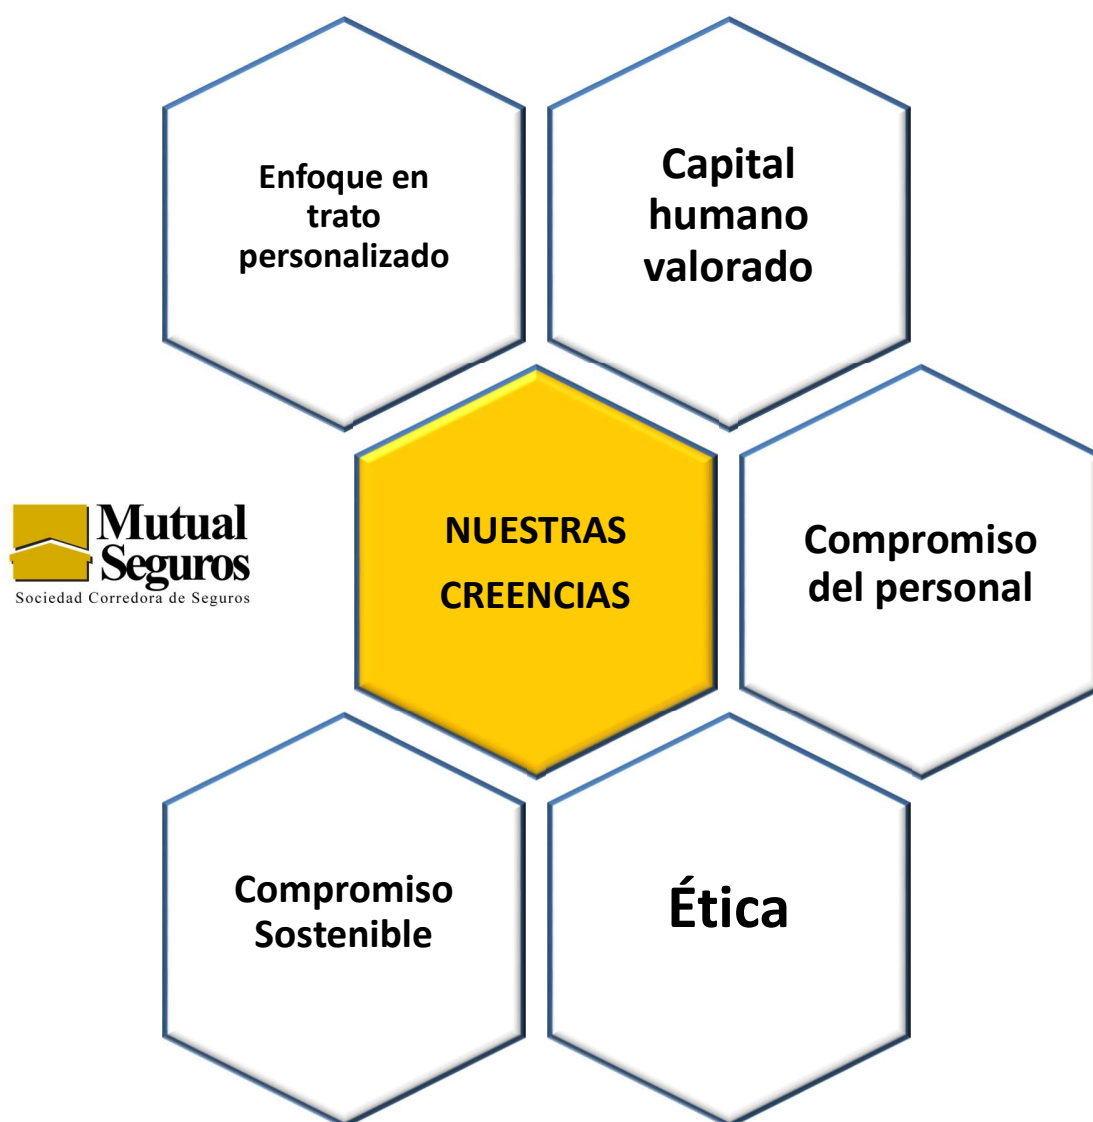 Enfoque en
trato
personalizado
Capital
humano
valorado
Mutual
Seguros
Sociedad Corredora de Seguros
NUESTRAS
CREENCIAS
Compromiso
del personal
Compromiso
Sostenible
Ética